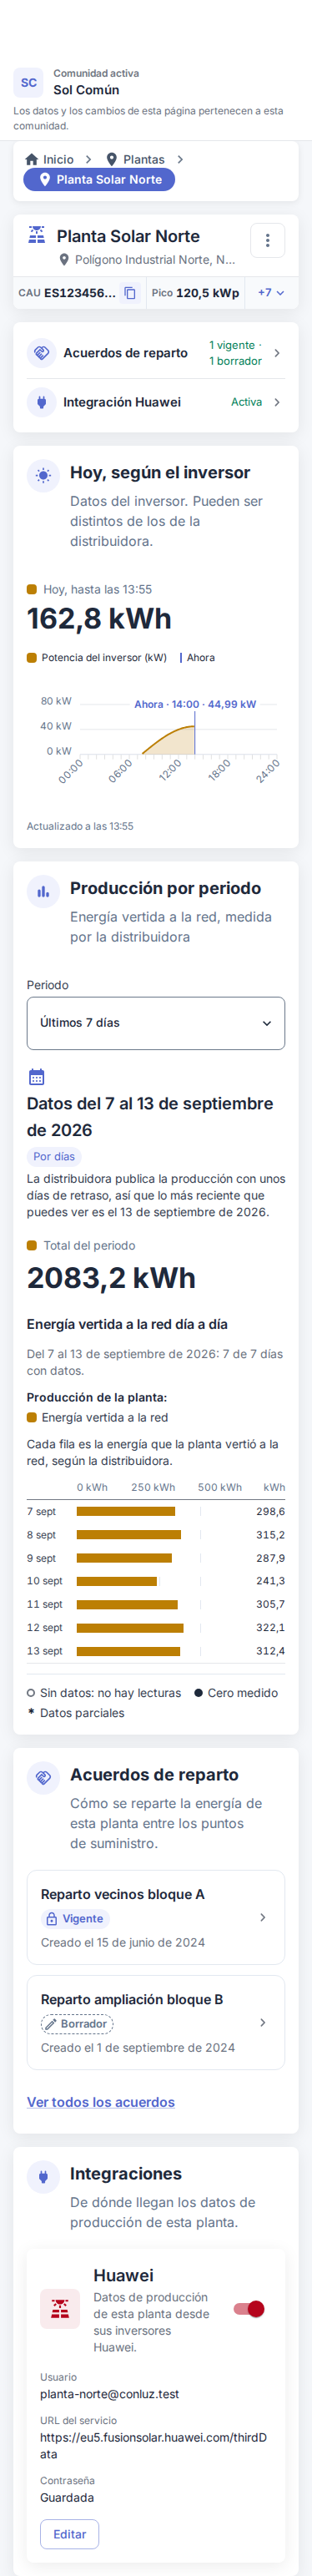 SC
Comunidad activa
Sol Común
Los datos y los cambios de esta página pertenecen a esta
comunidad.
Inicio > Plantas >
Planta Solar Norte
Planta Solar Norte
Polígono Industrial Norte, N...
CAU ES123456... Pico 120,5 kWp +7
Acuerdos de reparto
1 vigente ·
1 borrador
Integración Huawei Activa
Hoy, según el inversor
Datos del inversor. Pueden ser
distintos de los de la
distribuidora.
Hoy, hasta las 13:55
162,8 kWh
Potencia del inversor (kW) Ahora
Ahora · 14:00 · 44,99 kW
80 kW
40 kW
0 kW
00:00 06:00 12:00 18:00 24:00
Actualizado a las 13:55
Producción por periodo
Energía vertida a la red, medida
por la distribuidora
Periodo
Últimos 7 días
Datos del 7 al 13 de septiembre
de 2026
Por días
La distribuidora publica la producción con unos
días de retraso, así que lo más reciente que
puedes ver es el 13 de septiembre de 2026.
Total del periodo
2083,2 kWh
Energía vertida a la red día a día
Del 7 al 13 de septiembre de 2026: 7 de 7 días
con datos.
Producción de la planta:
Energía vertida a la red
Cada fila es la energía que la planta vertió a la
red, según la distribuidora.
0 kWh 250 kWh 500 kWh kWh
7 sept 298,6
8 sept 315,2
9 sept 287,9
10 sept 241,3
11 sept 305,7
12 sept 322,1
13 sept 312,4
Sin datos: no hay lecturas Cero medido
* Datos parciales
Acuerdos de reparto
Cómo se reparte la energía de
esta planta entre los puntos
de suministro.
Reparto vecinos bloque A
Vigente
Creado el 15 de junio de 2024
Reparto ampliación bloque B
Borrador
Creado el 1 de septiembre de 2024
Ver todos los acuerdos
Integraciones
De dónde llegan los datos de
producción de esta planta.
Huawei
Datos de producción
de esta planta desde
sus inversores
Huawei.
Usuario
planta-norte@conluz.test
URL del servicio
https://eu5.fusionsolar.huawei.com/thirdD
ata
Contraseña
Guardada
Editar